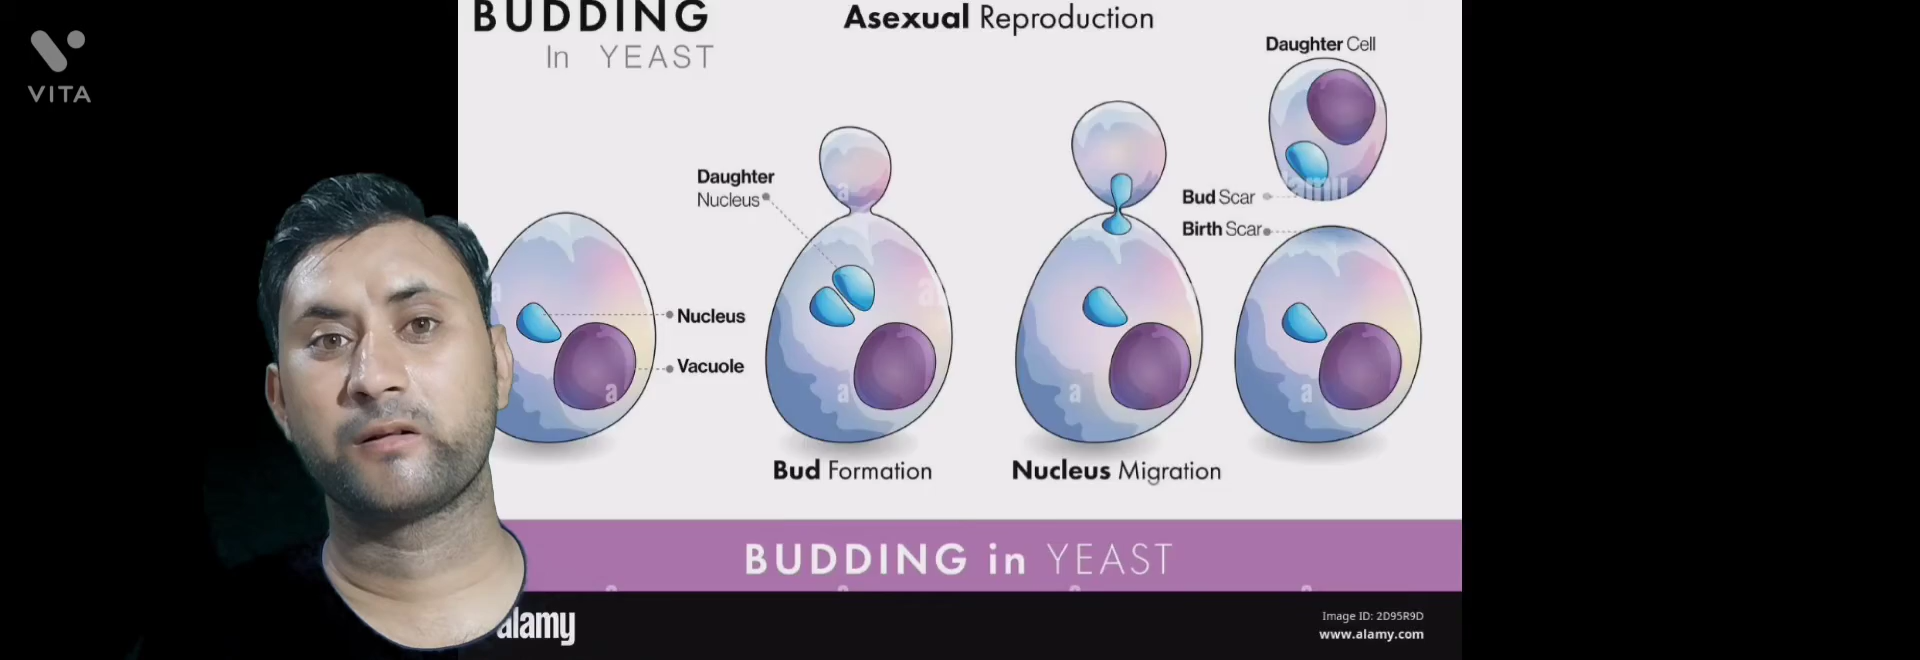 VITA
BUDDING
In YEAST
Asexual Reproduction
Daughter Cell
Daughter
Nucleus
Bud Scar
Birth Scar
Nucleus
Vacuole
Bud Formation
Nucleus Migration
BUDDING in YEAST
alamy
Image ID: 2D95R9D
www.alamy.com
a
a
a
a
a
alamy
a
a
a
a
a